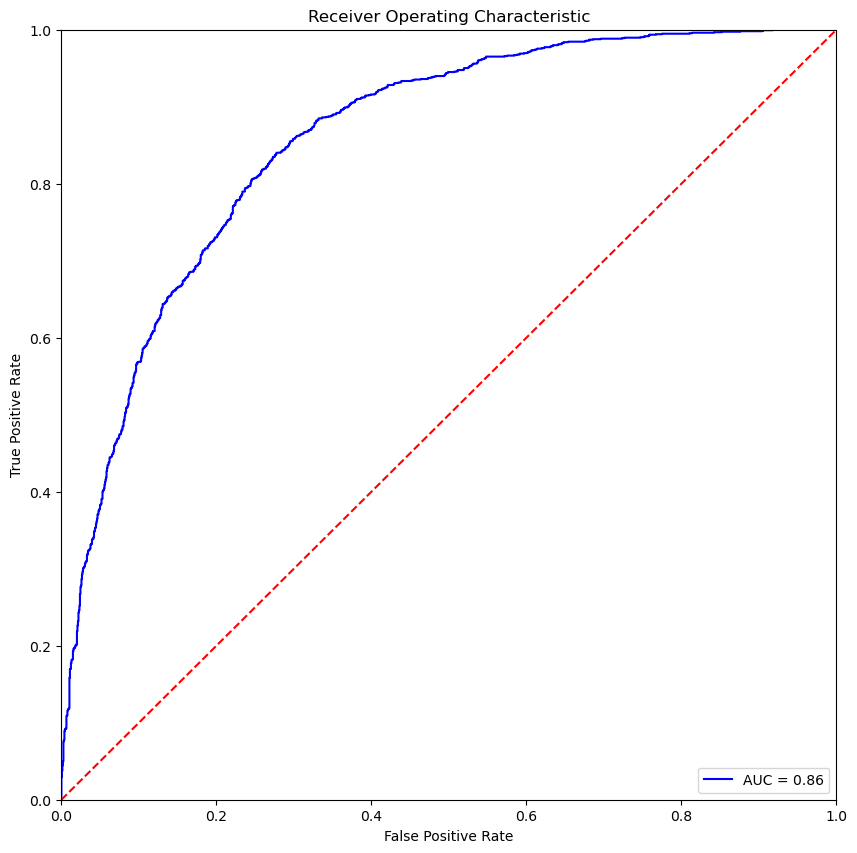 Receiver Operating Characteristic
1.0
0.8
0.6
0.4
0.2
0.0
True Positive Rate
AUC = 0.86
0.0 0.2 0.4 0.6 0.8 1.0
False Positive Rate